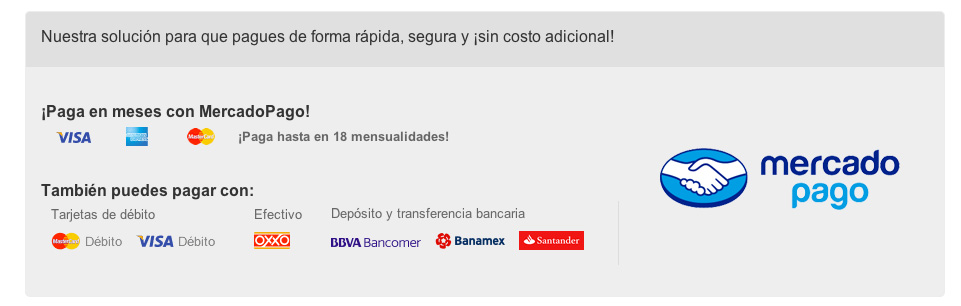 Nuestra solución para que pagues de forma rápida, segura y ¡sin costo adicional!
¡Paga en meses con MercadoPago!
VISA AMERICAN EXPRESS MasterCard ¡Paga hasta en 18 mensualidades!
mercado
pago
También puedes pagar con:
Tarjetas de débito Efectivo Depósito y transferencia bancaria
MasterCard Débito VISA Débito OXXO BBVA Bancomer Banamex Santander